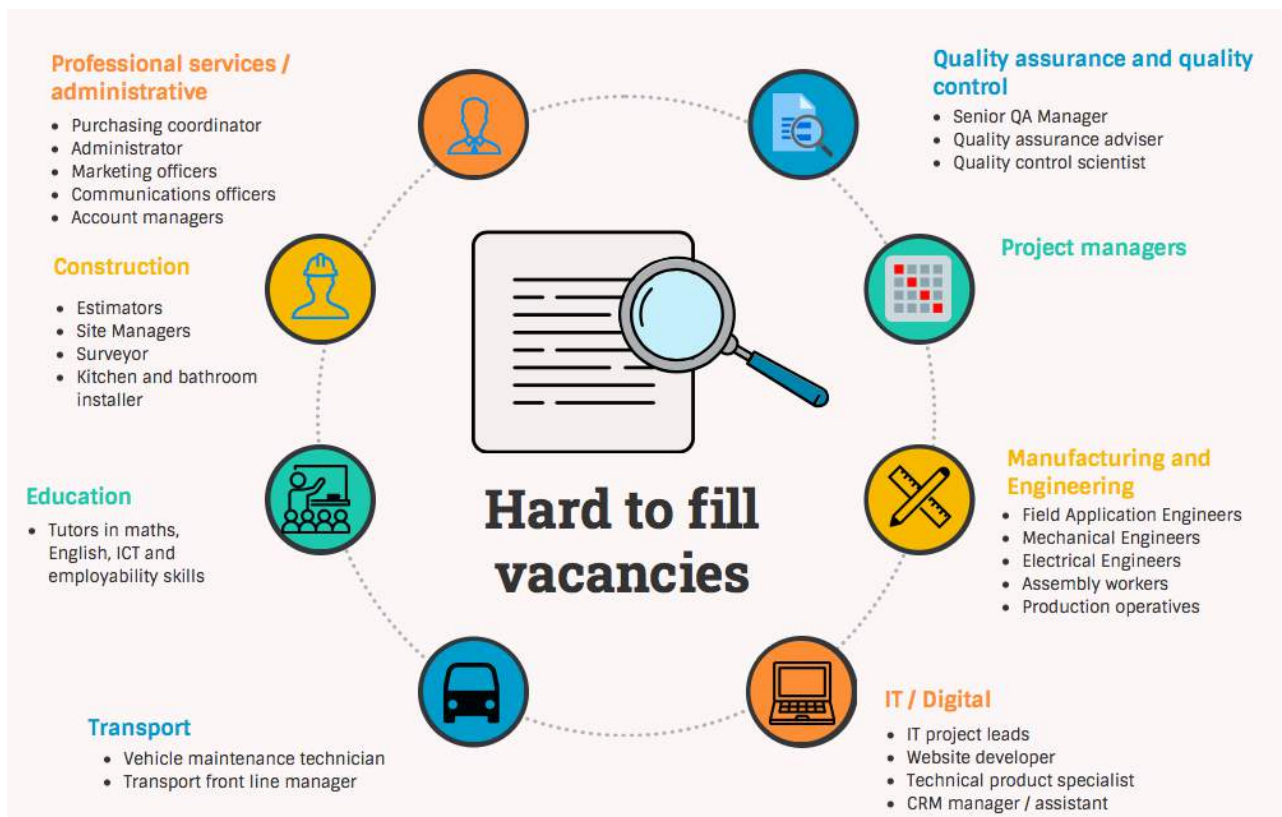 Professional services /
administrative
• Purchasing coordinator
• Administrator
• Marketing officers
• Communications officers
• Account managers
Construction
• Estimators
• Site Managers
• Surveyor
• Kitchen and bathroom
installer
Education
• Tutors in maths,
English, ICT and
employability skills
Transport
• Vehicle maintenance technician
• Transport front line manager
Hard to fill
vacancies
Quality assurance and quality
control
• Senior QA Manager
• Quality assurance adviser
• Quality control scientist
Project managers
Manufacturing and
Engineering
• Field Application Engineers
• Mechanical Engineers
• Electrical Engineers
• Assembly workers
• Production operatives
IT / Digital
• IT project leads
• Website developer
• Technical product specialist
• CRM manager / assistant